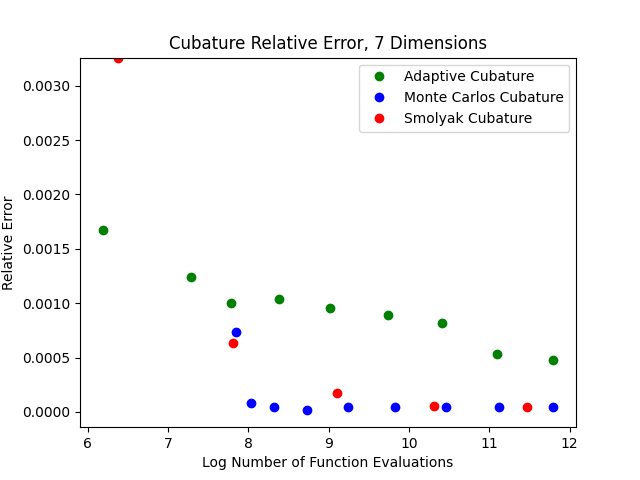 Cubature Relative Error, 7 Dimensions
Adaptive Cubature
Monte Carlos Cubature
Smolyak Cubature
Relative Error
0.0030
0.0025
0.0020
0.0015
0.0010
0.0005
0.0000
6 7 8 9 10 11 12
Log Number of Function Evaluations